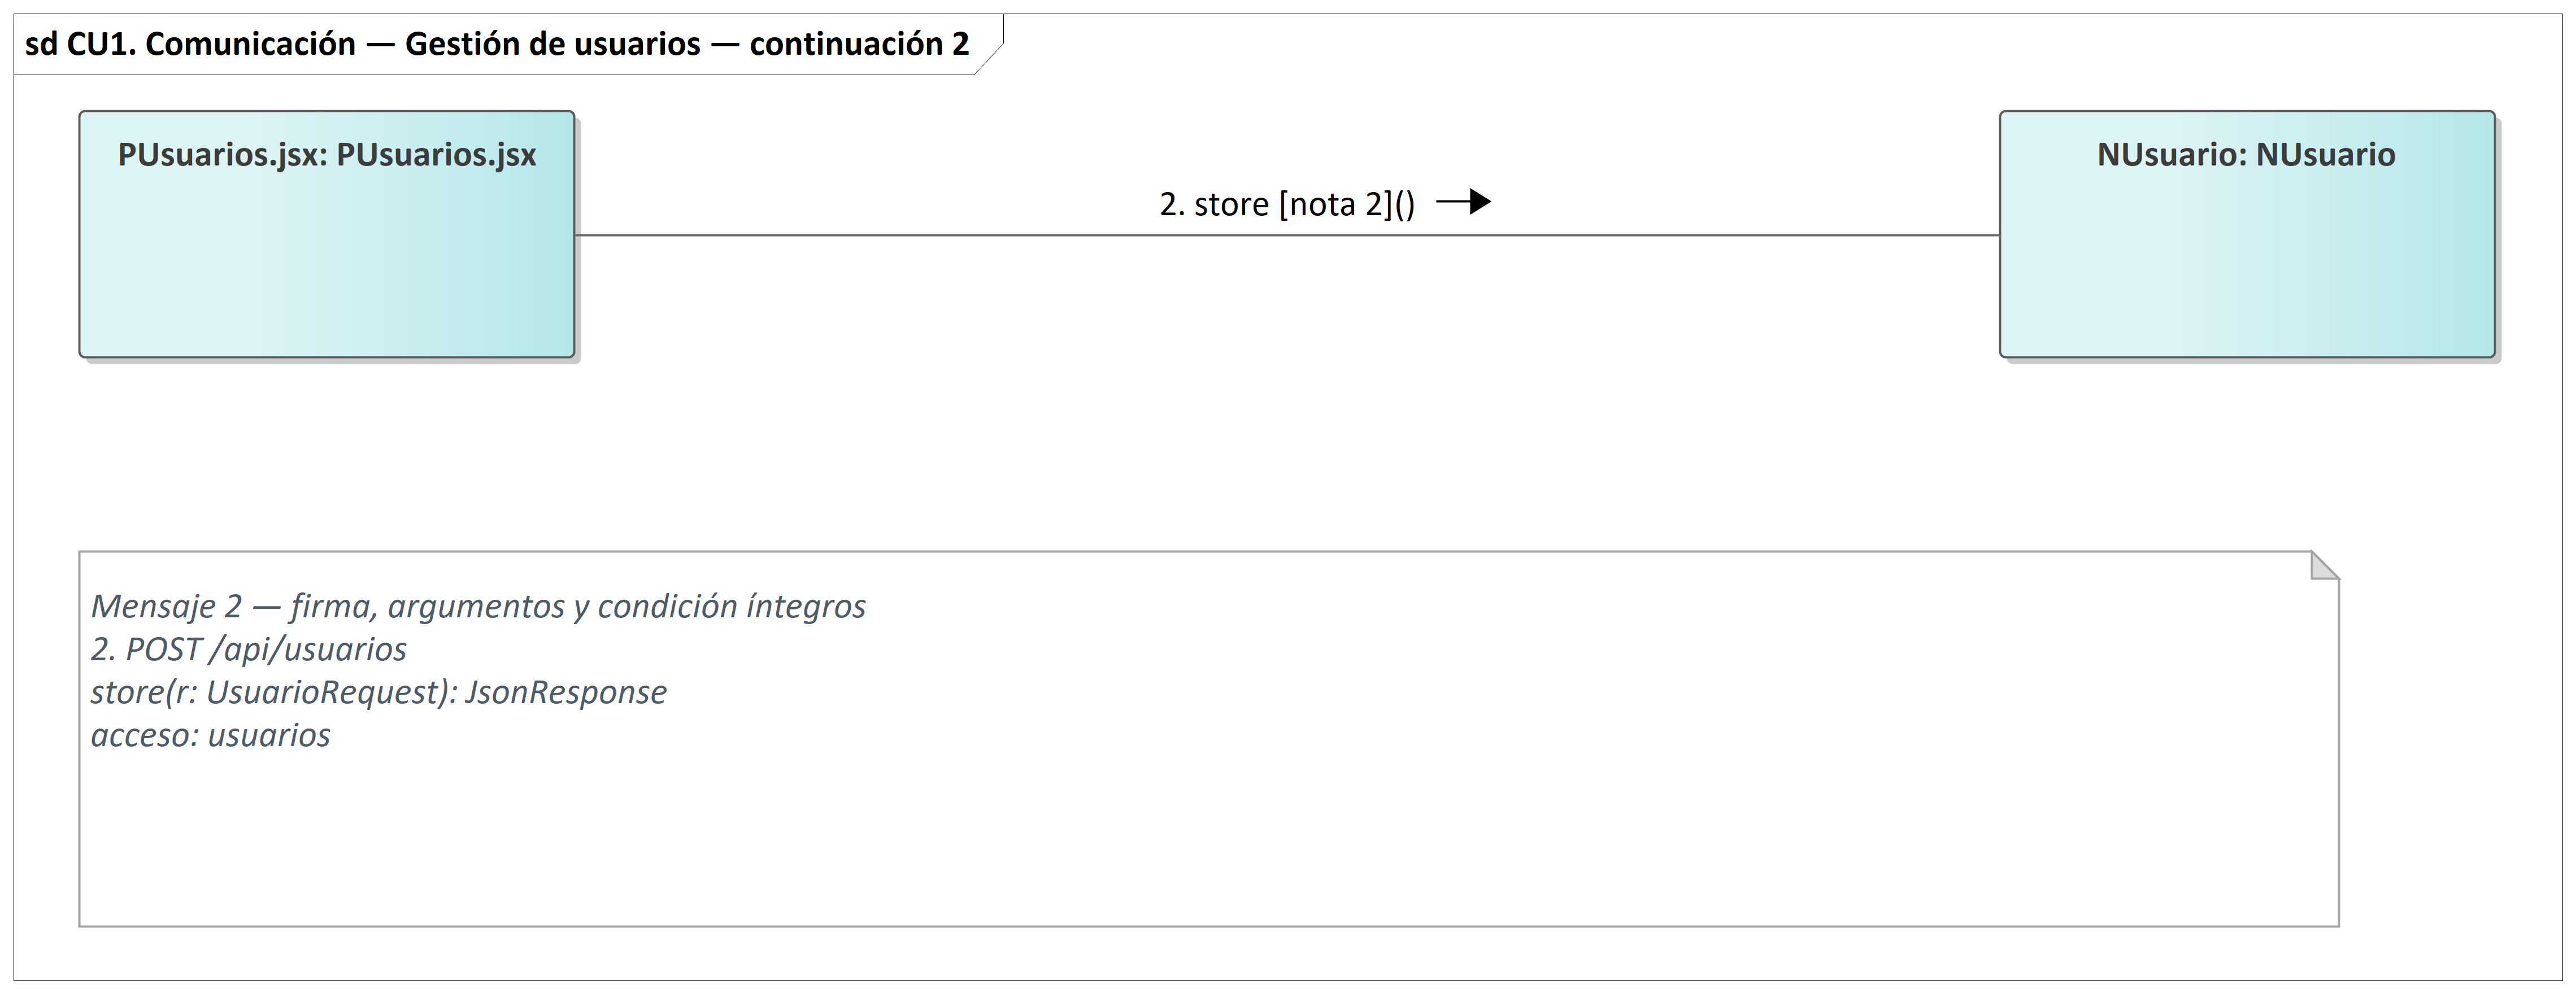 sd CU1. Comunicación — Gestión de usuarios — continuación 2
PUsuarios.jsx: PUsuarios.jsx
2. store [nota 2]()
NUsuario: NUsuario
Mensaje 2 — firma, argumentos y condición íntegros
2. POST /api/usuarios
store(r: UsuarioRequest): JsonResponse
acceso: usuarios